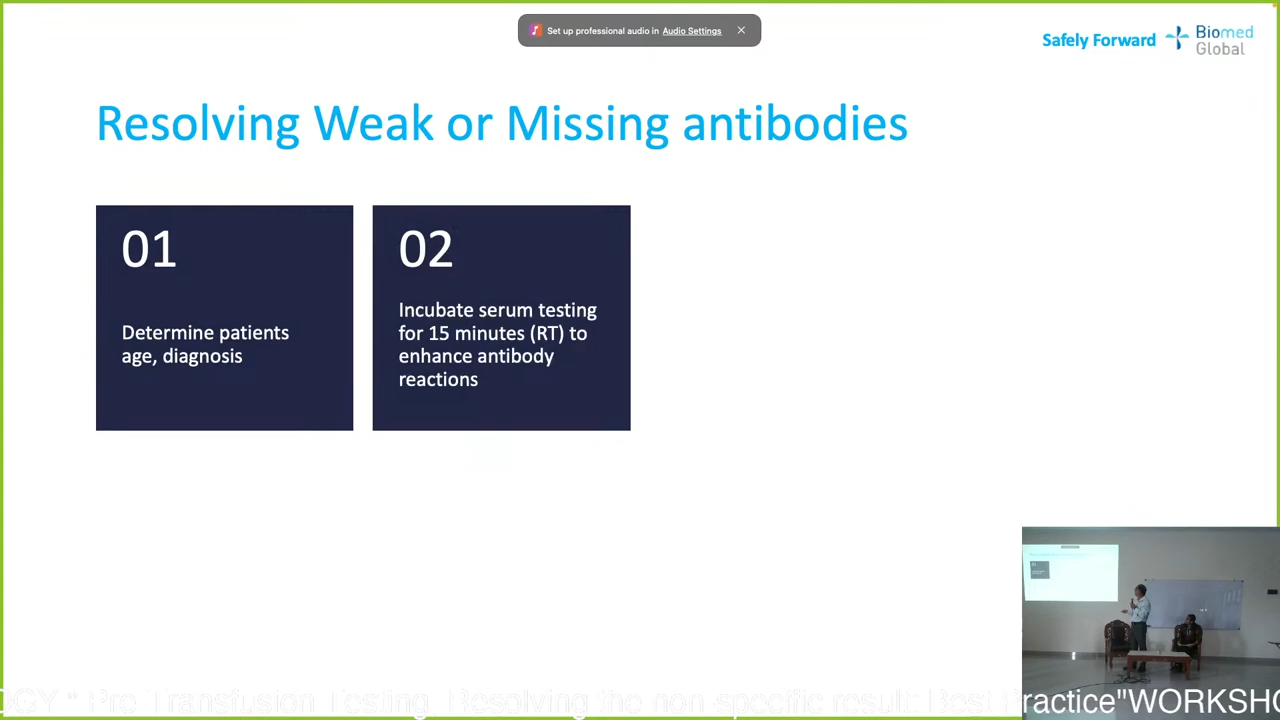 Set up professional audio in Audio Settings
Safely Forward
Biomed
Global
Resolving Weak or Missing antibodies
01
Determine patients
age, diagnosis
02
Incubate serum testing
for 15 minutes (RT) to
enhance antibody
reactions
OGY " Pre Transfusion Testing, Resolving the non-specific result: Best Practice"WORKSHO